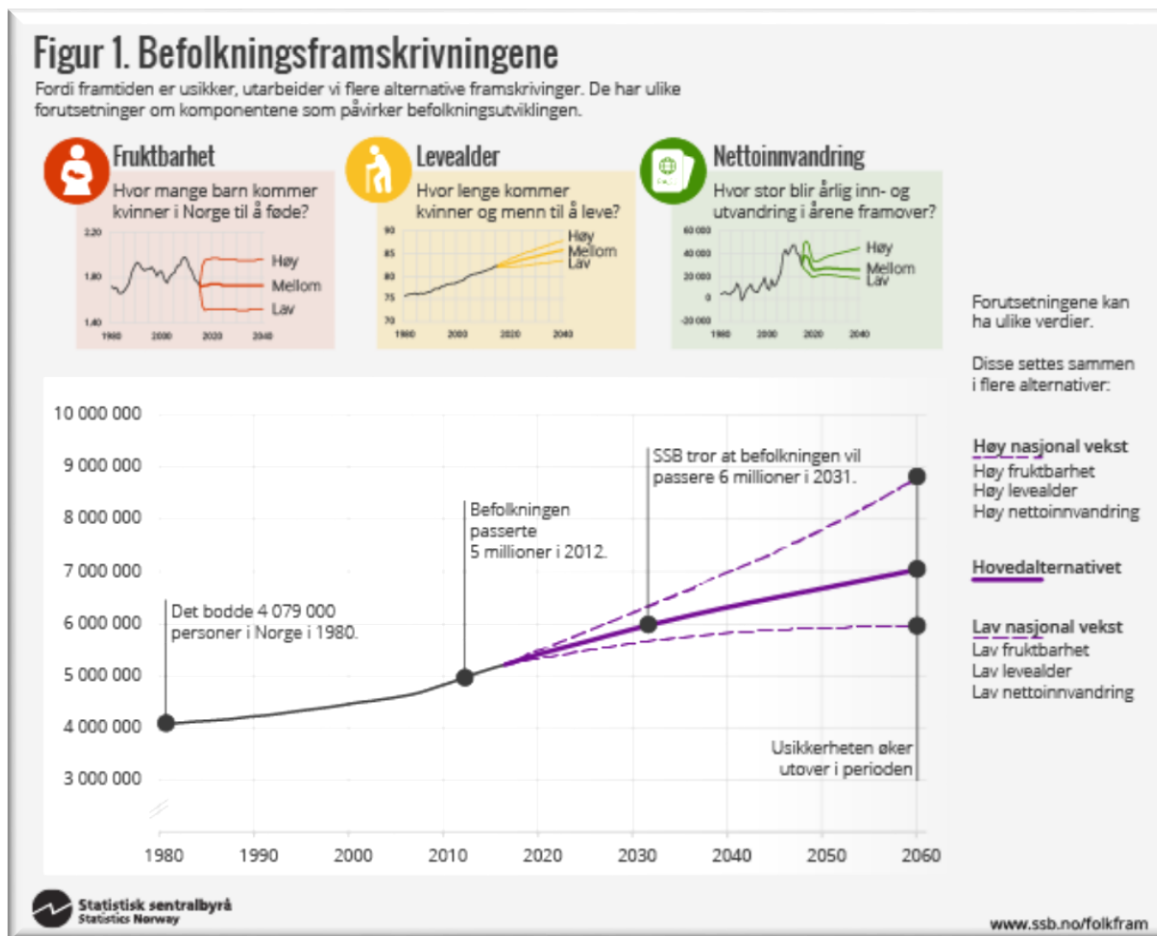 Figur 1. Befolkningsframskrivningene
Fordi framtiden er usikker, utarbeider vi flere alternative framskrivinger. De har ulike
forutsetninger om komponentene som påvirker befolkningsutviklingen.
Fruktbarhet
Hvor mange barn kommer
kvinner i Norge til å føde?
2,20
1,80
1,40
1980
2000
2020
2040
Høy
Mellom
Lav
Levealder
Hvor lenge kommer
kvinner og menn til å leve?
90
85
80
75
70
1980
2000
2020
2040
Høy
Mellom
Lav
Nettoinnvandring
Hvor stor blir årlig inn- og
utvandring i årene framover?
60 000
40 000
20 000
0
-20 000
1980
2000
2020
2040
Høy
Mellom
Lav
Forutsetningene kan
ha ulike verdier.
Disse settes sammen
i flere alternativer:
Høy nasjonal vekst
Høy fruktbarhet
Høy levealder
Høy nettoinnvandring
Hovedalternativet
Lav nasjonal vekst
Lav fruktbarhet
Lav levealder
Lav nettoinnvandring
10 000 000
9 000 000
8 000 000
7 000 000
6 000 000
5 000 000
4 000 000
3 000 000
Det bodde 4 079 000
personer i Norge i 1980.
Befolkningen
passerte
5 millioner i 2012.
SSB tror at befolkningen vil
passere 6 millioner i 2031.
Usikkerheten øker
utover i perioden
1980
1990
2000
2010
2020
2030
2040
2050
2060
Statistisk sentralbyrå
Statistics Norway
www.ssb.no/folkfram